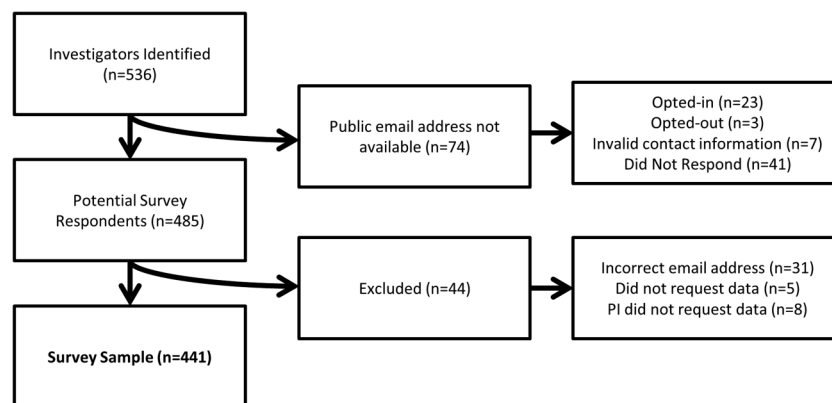 Investigators Identified
(n=536)
Public email address not
available (n=74)
Opted-in (n=23)
Opted-out (n=3)
Invalid contact information (n=7)
Did Not Respond (n=41)
Potential Survey
Respondents (n=485)
Excluded (n=44)
Incorrect email address (n=31)
Did not request data (n=5)
PI did not request data (n=8)
Survey Sample (n=441)